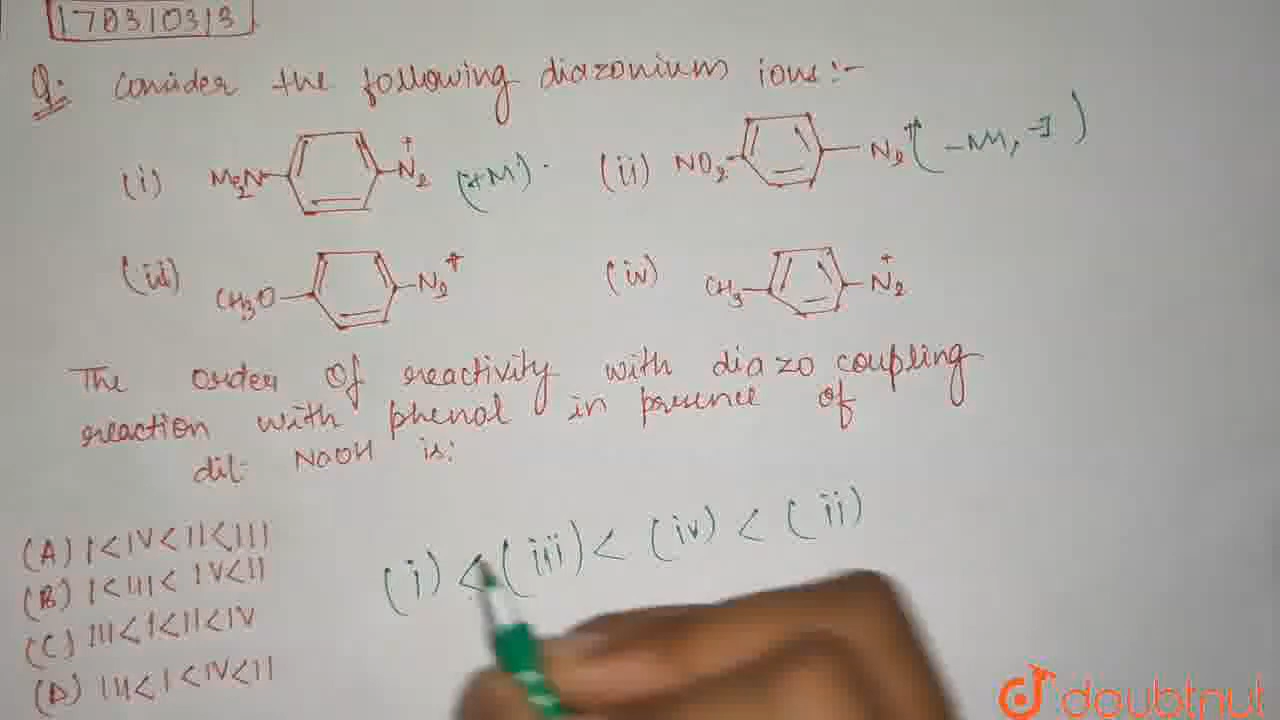 17031013
Q:- Consider the following diazonium ions :-
(i) Me2N- -N2+ (+M) . (ii) NO2- -N2+ ( -M, -I )
(iii) CH3O- -N2+ (iv) CH3- -N2+
The order of reactivity with diazo coupling
reaction with phenol in presence of
dil. NaOH is:
(A) I<IV<II<III
(B) I<III<IV<II
(C) III<I<II<IV
(D) III<I<IV<II
(i) < (iii) < (iv) < (ii)
doubtnut